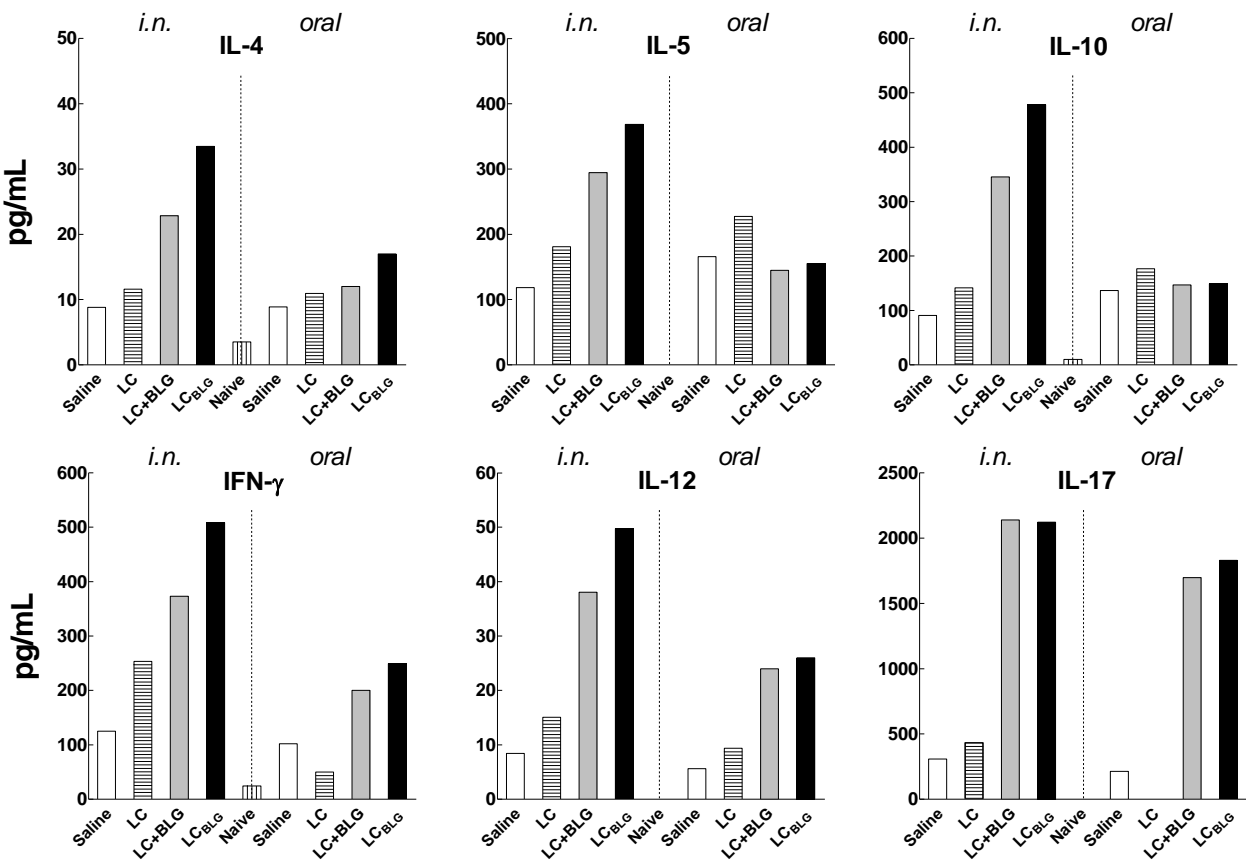 i.n. oral
IL-4
50
40
30
20
10
0
pg/mL
Saline LC LC+BLG LCBLG Naive Saline LC LC+BLG LCBLG
i.n. oral
IL-5
500
400
300
200
100
0
Saline LC LC+BLG LCBLG Naive Saline LC LC+BLG LCBLG
i.n. oral
IL-10
600
500
400
300
200
100
0
Saline LC LC+BLG LCBLG Naive Saline LC LC+BLG LCBLG
i.n. oral
IFN-γ
600
500
400
300
200
100
0
pg/mL
Saline LC LC+BLG LCBLG Naive Saline LC LC+BLG LCBLG
i.n. oral
IL-12
60
50
40
30
20
10
0
Saline LC LC+BLG LCBLG Naive Saline LC LC+BLG LCBLG
i.n. oral
IL-17
2500
2000
1500
1000
500
0
Saline LC LC+BLG LCBLG Naive Saline LC LC+BLG LCBLG